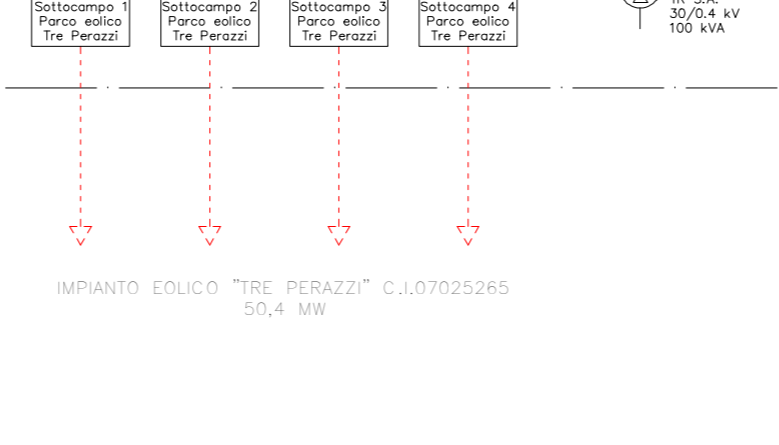 Sottocampo 1
Parco eolico
Tre Perazzi
Sottocampo 2
Parco eolico
Tre Perazzi
Sottocampo 3
Parco eolico
Tre Perazzi
Sottocampo 4
Parco eolico
Tre Perazzi
TR S.A.
30/0.4 kV
100 kVA
IMPIANTO EOLICO "TRE PERAZZI" C.I.07025265
50,4 MW